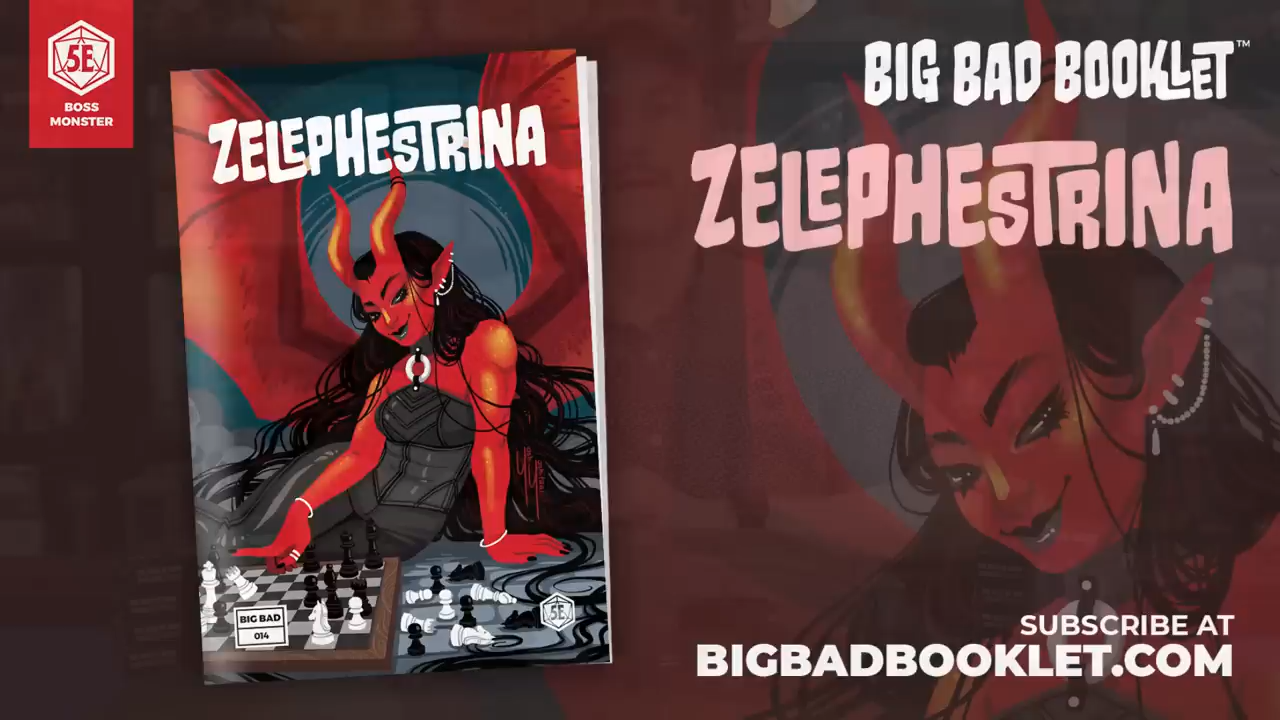 5E
BOSS
MONSTER
ZELEPHESTRINA
BIG BAD
014
5E
BIG BAD BOOKLET™
ZELEPHESTRINA
SUBSCRIBE AT
BIGBADBOOKLET.COM